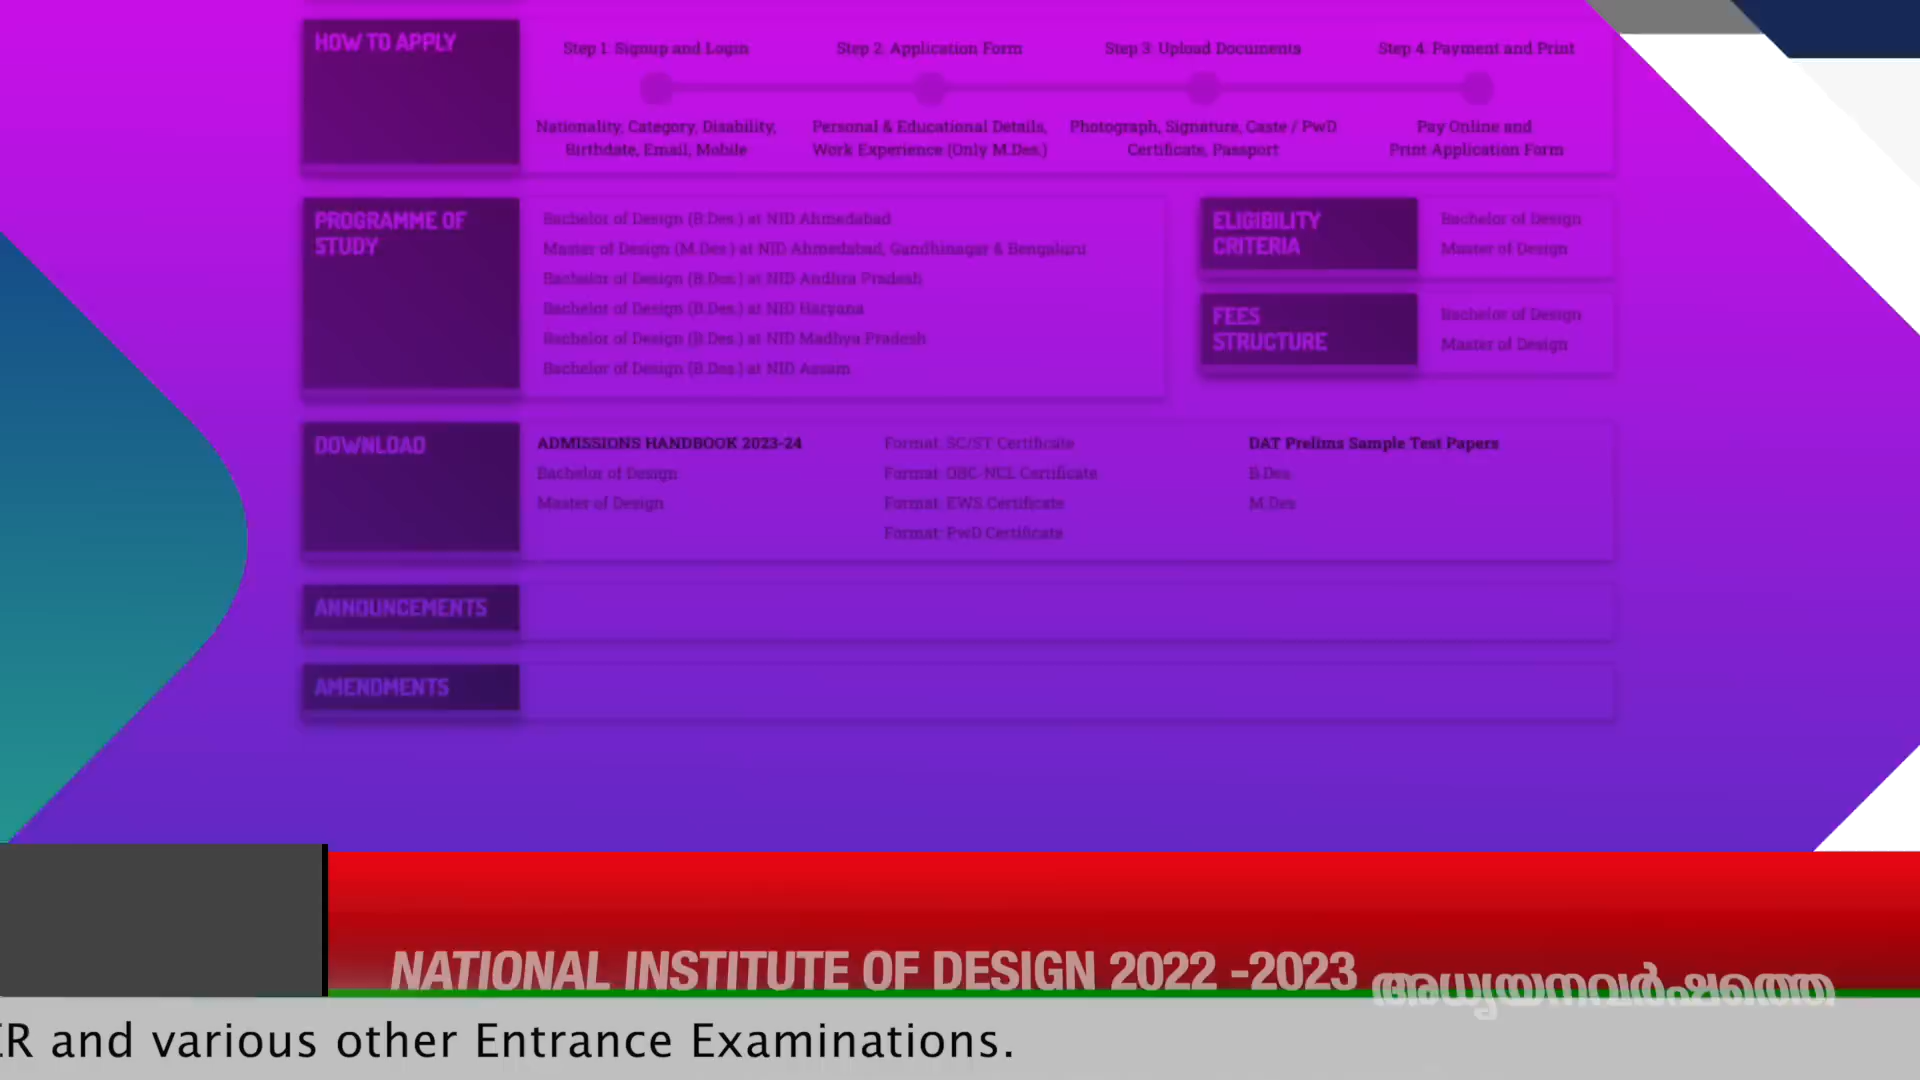 HOW TO APPLY
Step 1: Signup and Login
Nationality, Category, Disability,
Birthdate, Email, Mobile
Step 2: Application Form
Personal & Educational Details,
Work Experience (Only M.Des.)
Step 3: Upload Documents
Photograph, Signature, Caste / PwD
Certificate, Passport
Step 4: Payment and Print
Pay Online and
Print Application Form
PROGRAMME OF
STUDY
Bachelor of Design (B.Des.) at NID Ahmedabad
Master of Design (M.Des.) at NID Ahmedabad, Gandhinagar & Bengaluru
Bachelor of Design (B.Des.) at NID Andhra Pradesh
Bachelor of Design (B.Des.) at NID Haryana
Bachelor of Design (B.Des.) at NID Madhya Pradesh
Bachelor of Design (B.Des.) at NID Assam
ELIGIBILITY
CRITERIA
Bachelor of Design
Master of Design
FEES
STRUCTURE
Bachelor of Design
Master of Design
DOWNLOAD
ADMISSIONS HANDBOOK 2023-24
Bachelor of Design
Master of Design
Format: SC/ST Certificate
Format: OBC-NCL Certificate
Format: EWS Certificate
Format: PwD Certificate
DAT Prelims Sample Test Papers
B.Des.
M.Des
ANNOUNCEMENTS
AMENDMENTS
NATIONAL INSTITUTE OF DESIGN 2022 -2023 അധ്യയനവർഷത്തെ
ER and various other Entrance Examinations.